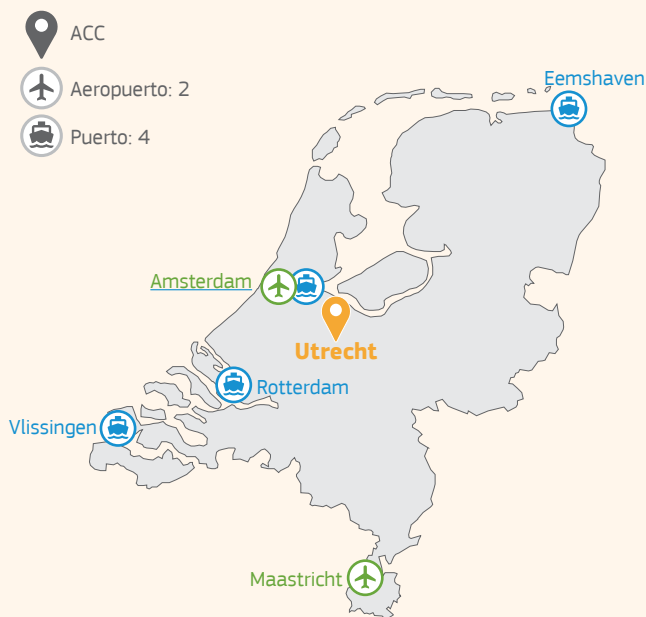 ACC
Aeropuerto: 2
Puerto: 4
Eemshaven
Amsterdam
Utrecht
Rotterdam
Vlissingen
Maastricht